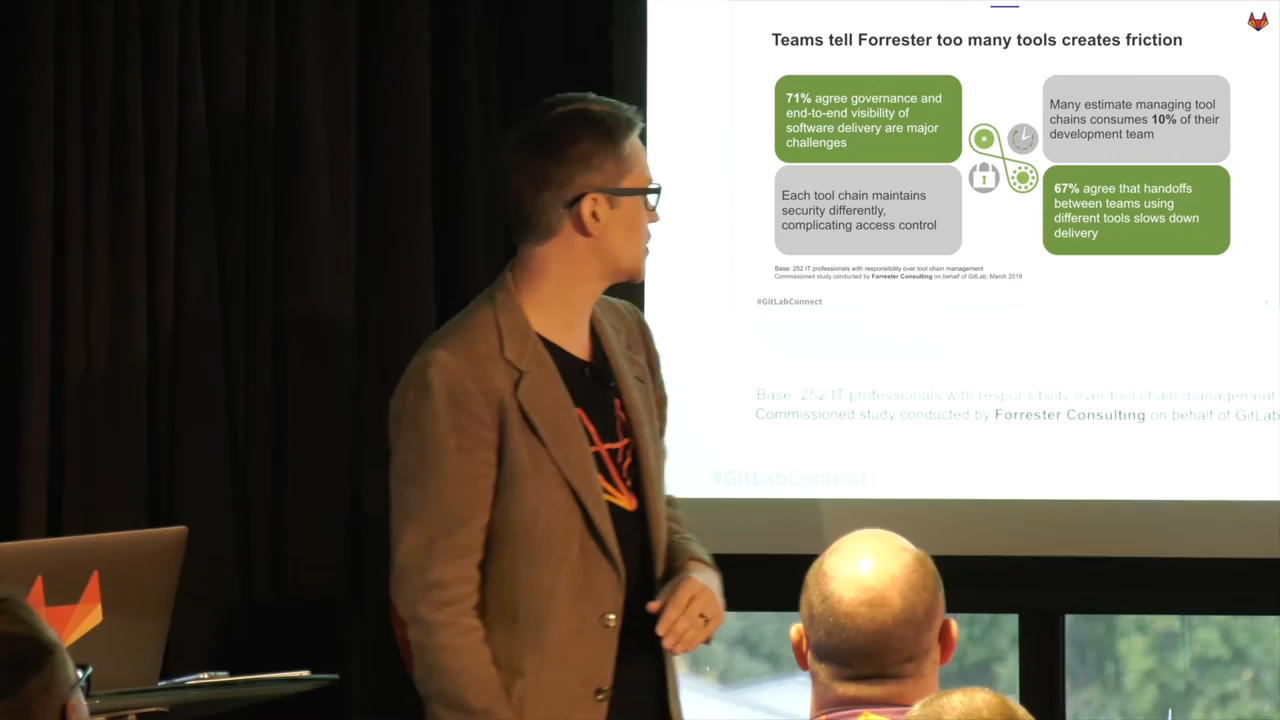 Teams tell Forrester too many tools creates friction
71% agree governance and
end-to-end visibility of
software delivery are major
challenges
Many estimate managing tool
chains consumes 10% of their
development team
Each tool chain maintains
security differently,
complicating access control
67% agree that handoffs
between teams using
different tools slows down
delivery
Base: 252 IT professionals with responsibility over tool chain management
Commissioned study conducted by Forrester Consulting on behalf of GitLab, March 2019
#GitLabConnect
Base: 252 IT professionals with responsibility over tool chain management
Commissioned study conducted by Forrester Consulting on behalf of GitLab
#GitLabConnect